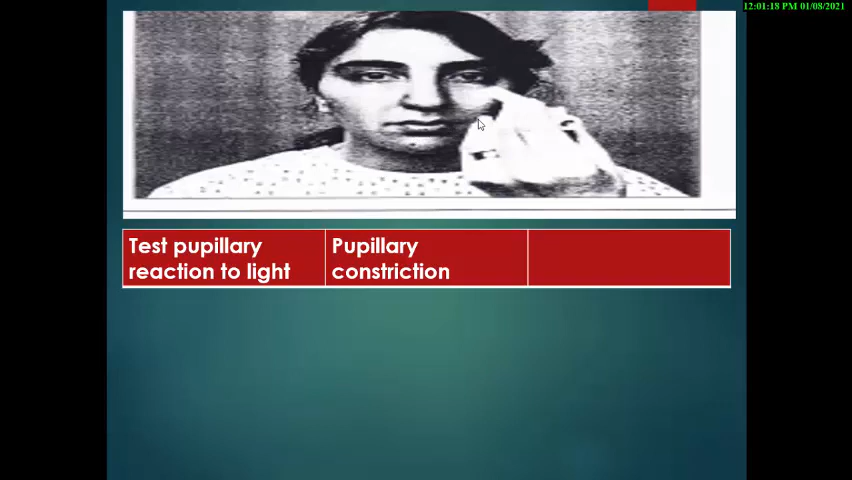 12:01:18 PM 01/08/2021
Test pupillary
reaction to light
Pupillary
constriction